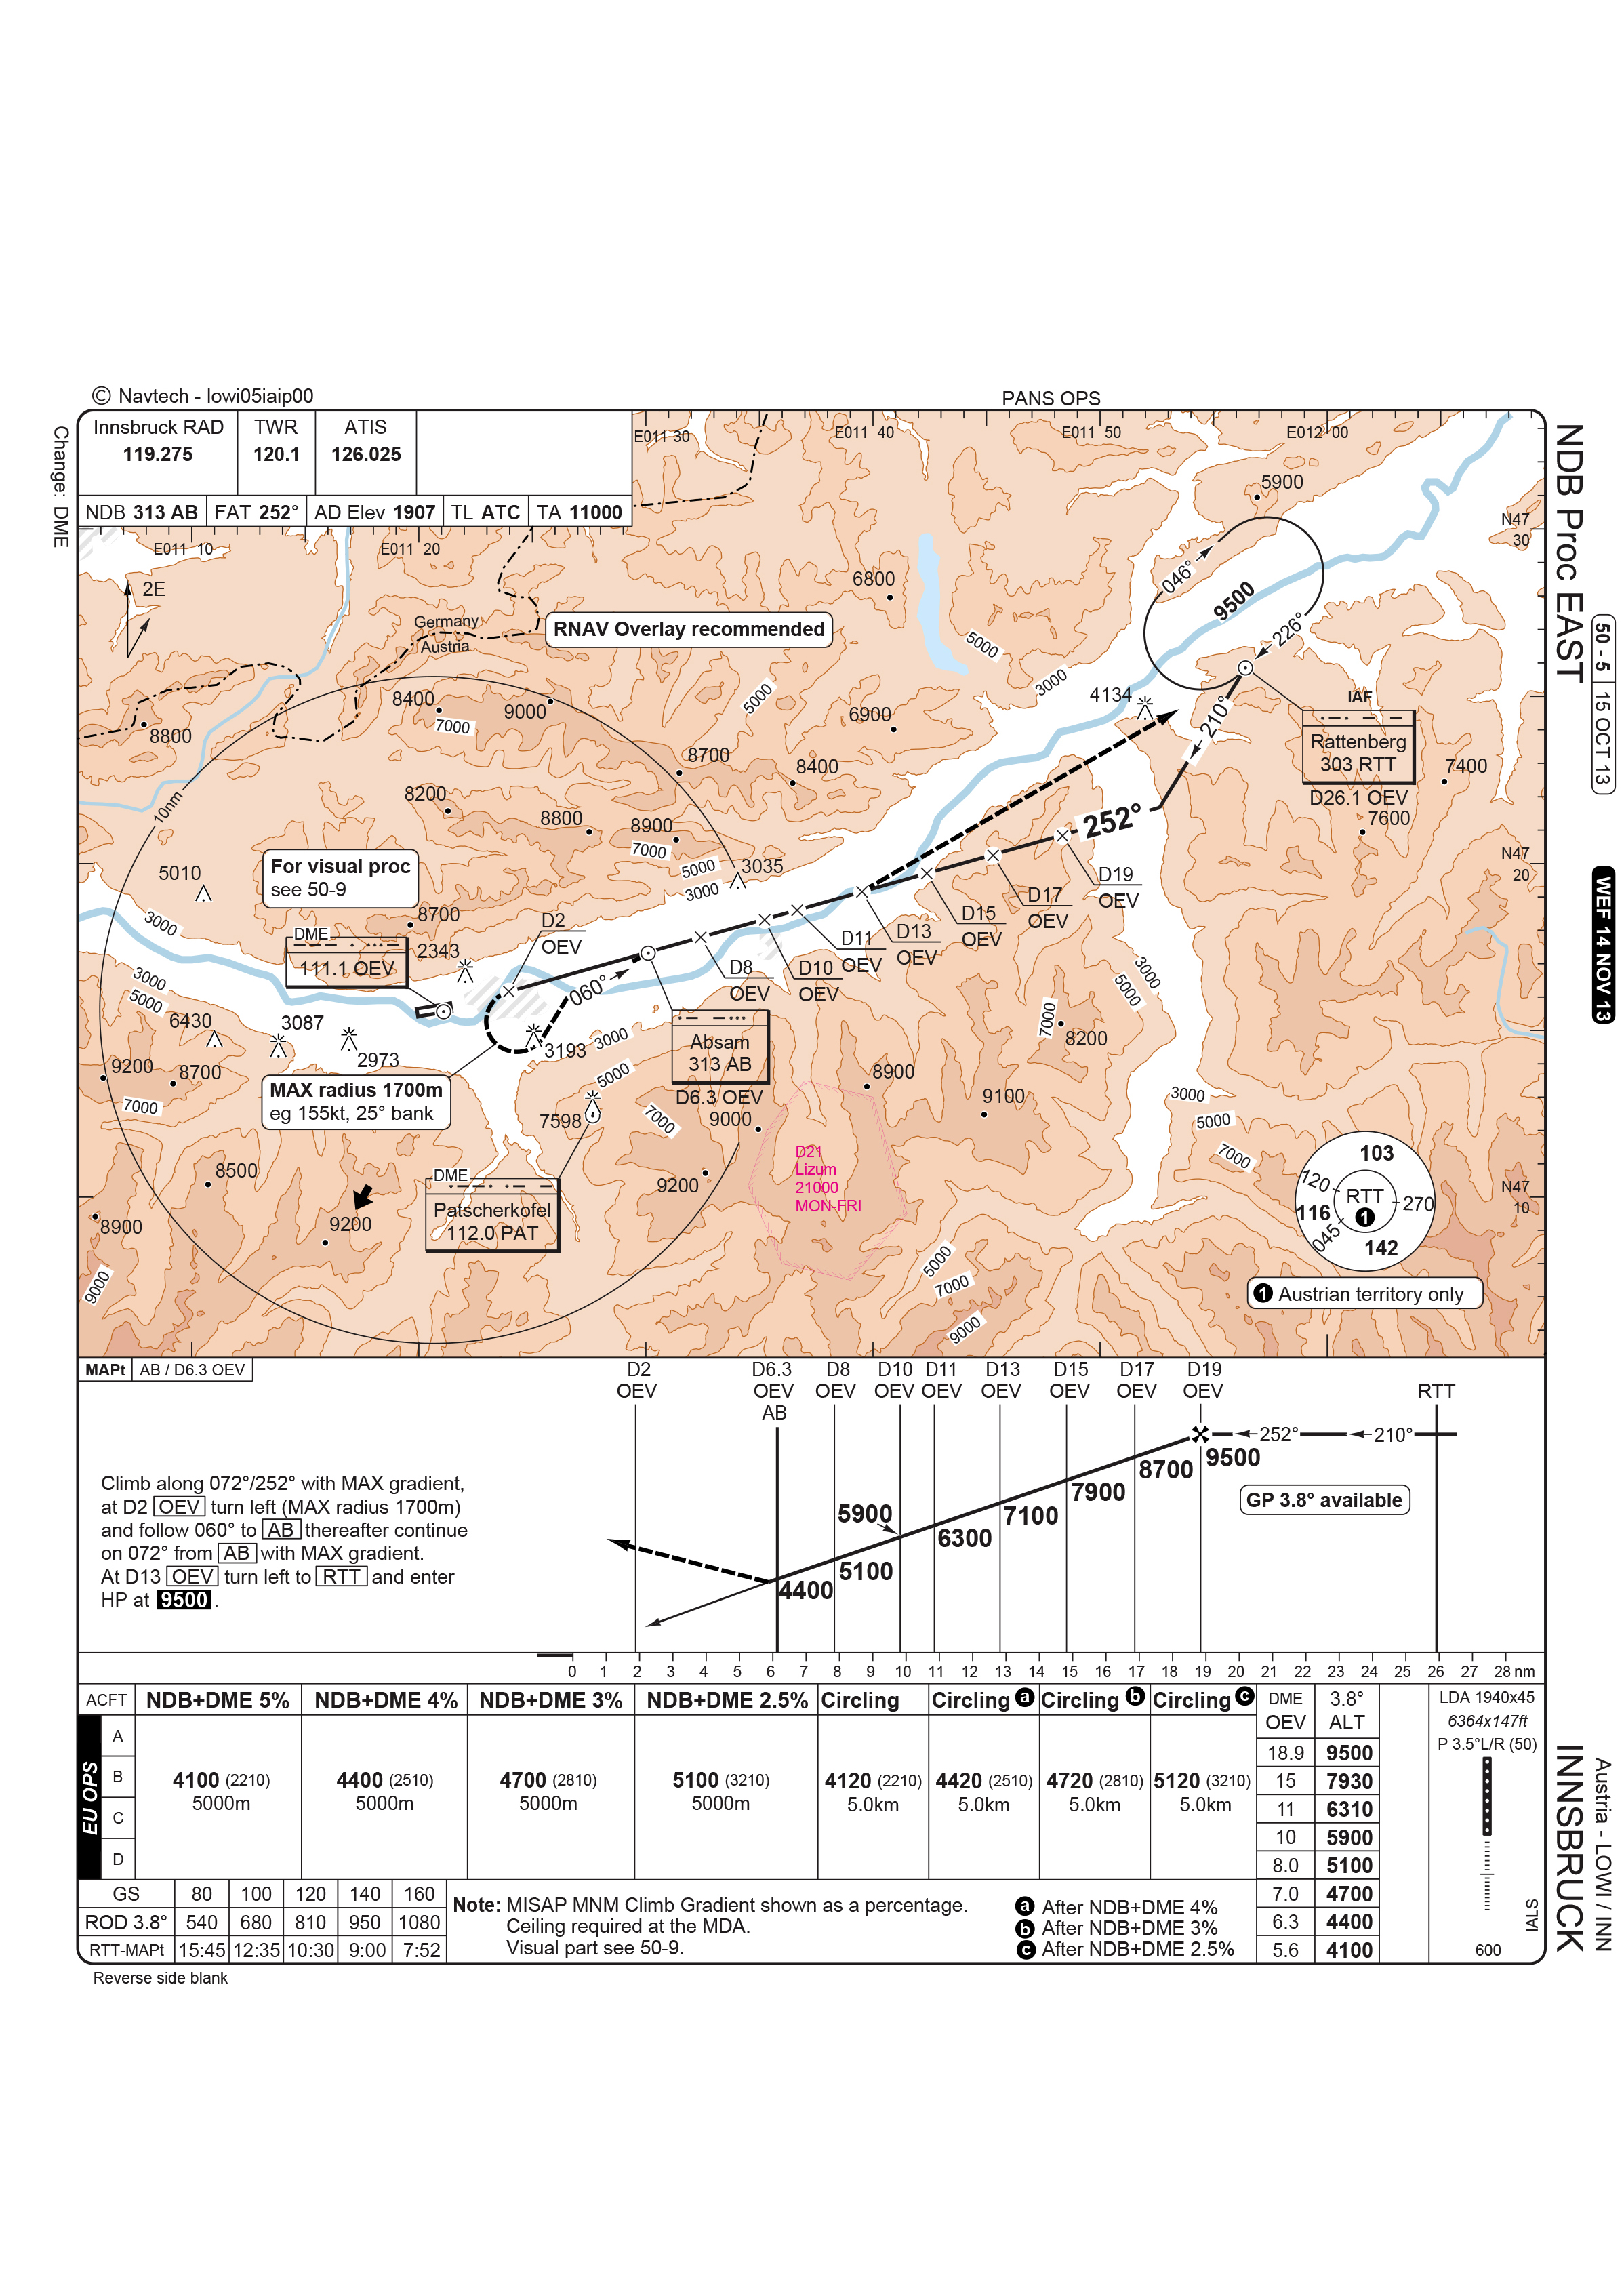 © Navtech - lowi05iaip00
PANS OPS
Change: DME
Innsbruck RAD
119.275
TWR
120.1
ATIS
126.025
NDB 313 AB
FAT 252°
AD Elev 1907
TL ATC
TA 11000
NDB Proc EAST
50 - 5
15 OCT 13
WEF 14 NOV 13
E011 30
E011 40
E011 50
E012 00
E011 10
E011 20
N47
30
N47
20
N47
10
2E
5900
046°
9500
226°
6800
Germany
Austria
RNAV Overlay recommended
5000
3000
8400
7000
9000
5000
4134
6900
210°
IAF
Rattenberg
303 RTT
D26.1 OEV
7400
7600
8800
8700
8400
10nm
8200
8800
8900
7000
5000
3000
3035
252°
5010
For visual proc
see 50-9
3000
8700
2343
D2
OEV
DME
111.1 OEV
D8
OEV
D10
OEV
D11
OEV
D13
OEV
D15
OEV
D17
OEV
D19
OEV
060°
3000
5000
3000
5000
7000
8200
6430
3087
2973
3193
3000
Absam
313 AB
D6.3 OEV
9200
8700
7000
MAX radius 1700m
eg 155kt, 25° bank
5000
7598
7000
9000
8900
9100
3000
5000
7000
D21
Lizum
21000
MON-FRI
DME
Patscherkofel
112.0 PAT
8500
9200
9200
8900
9000
5000
7000
9000
103
120
RTT
1
270
116
045
142
1 Austrian territory only
MAPt
AB / D6.3 OEV
D2
OEV
D6.3
OEV
AB
D8
OEV
D10
OEV
D11
OEV
D13
OEV
D15
OEV
D17
OEV
D19
OEV
RTT
252°
210°
9500
8700
7900
7100
6300
5900
5100
4400
GP 3.8° available
Climb along 072°/252° with MAX gradient,
at D2 OEV turn left (MAX radius 1700m)
and follow 060° to AB thereafter continue
on 072° from AB with MAX gradient.
At D13 OEV turn left to RTT and enter
HP at 9500.
0 1 2 3 4 5 6 7 8 9 10 11 12 13 14 15 16 17 18 19 20 21 22 23 24 25 26 27 28 nm
ACFT
NDB+DME 5%
NDB+DME 4%
NDB+DME 3%
NDB+DME 2.5%
Circling
Circling a
Circling b
Circling c
EU OPS
A
B
C
D
4100 (2210)
5000m
4400 (2510)
5000m
4700 (2810)
5000m
5100 (3210)
5000m
4120 (2210)
5.0km
4420 (2510)
5.0km
4720 (2810)
5.0km
5120 (3210)
5.0km
DME
OEV
3.8°
ALT
18.9 9500
15 7930
11 6310
10 5900
8.0 5100
7.0 4700
6.3 4400
5.6 4100
LDA 1940x45
6364x147ft
P 3.5°L/R (50)
IALS
600
GS 80 100 120 140 160
ROD 3.8° 540 680 810 950 1080
RTT-MAPt 15:45 12:35 10:30 9:00 7:52
Note: MISAP MNM Climb Gradient shown as a percentage.
Ceiling required at the MDA.
Visual part see 50-9.
a After NDB+DME 4%
b After NDB+DME 3%
c After NDB+DME 2.5%
Austria - LOWI / INN
INNSBRUCK
Reverse side blank